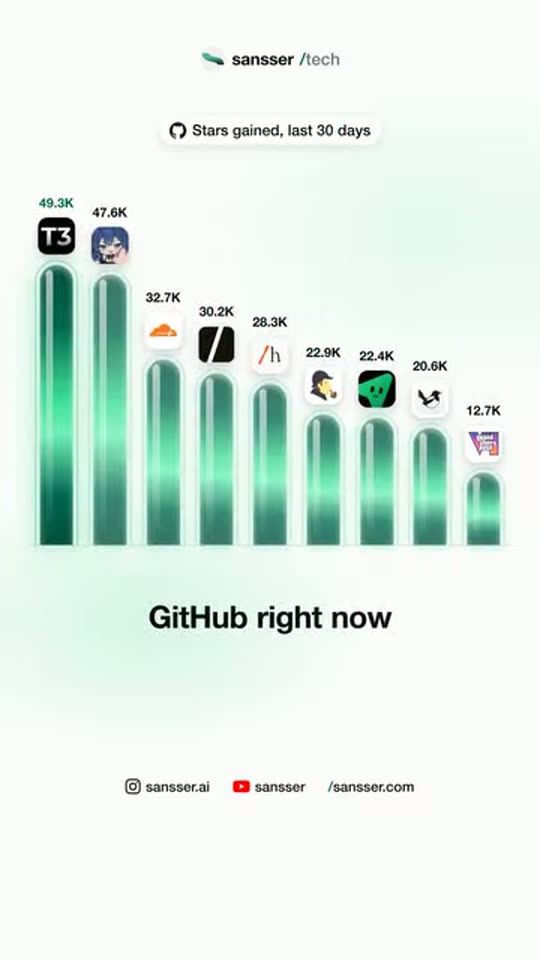 sansser /tech
Stars gained, last 30 days
49.3K
47.6K
32.7K
30.2K
28.3K
22.9K
22.4K
20.6K
12.7K
T3
/h
GitHub right now
sansser.ai sansser /sansser.com